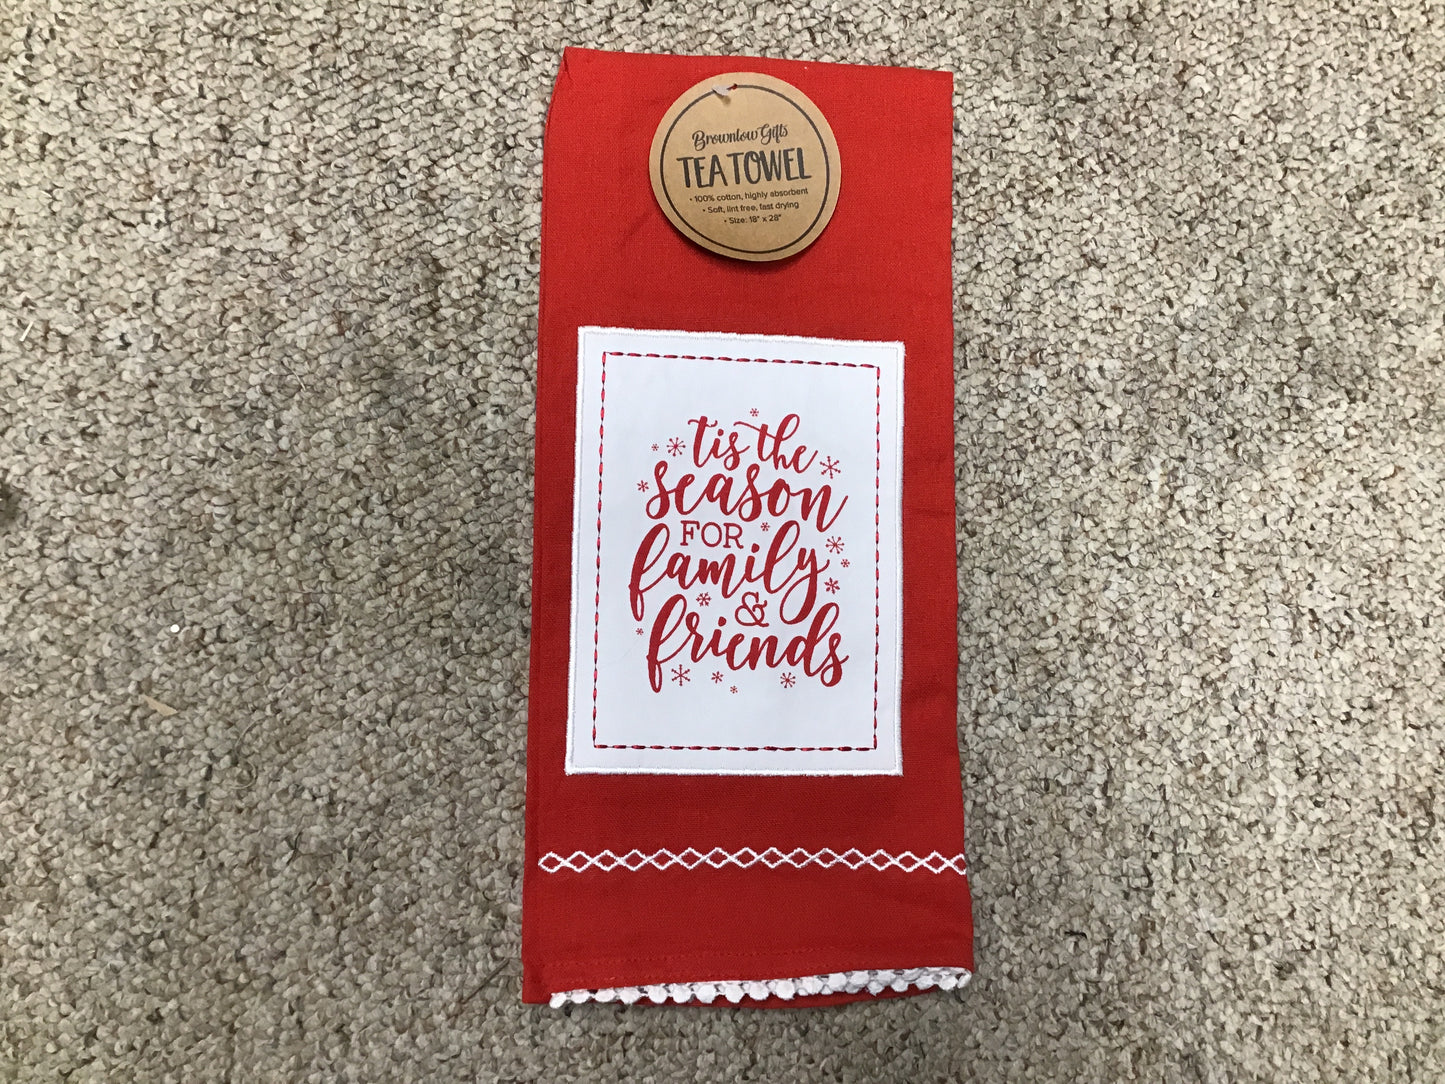 Brownlow Gifts
TEA TOWEL
• 100% cotton, highly absorbent
• Soft, lint free, fast drying
• Size: 18" x 28"
'tis the
season
FOR
family
&
friends